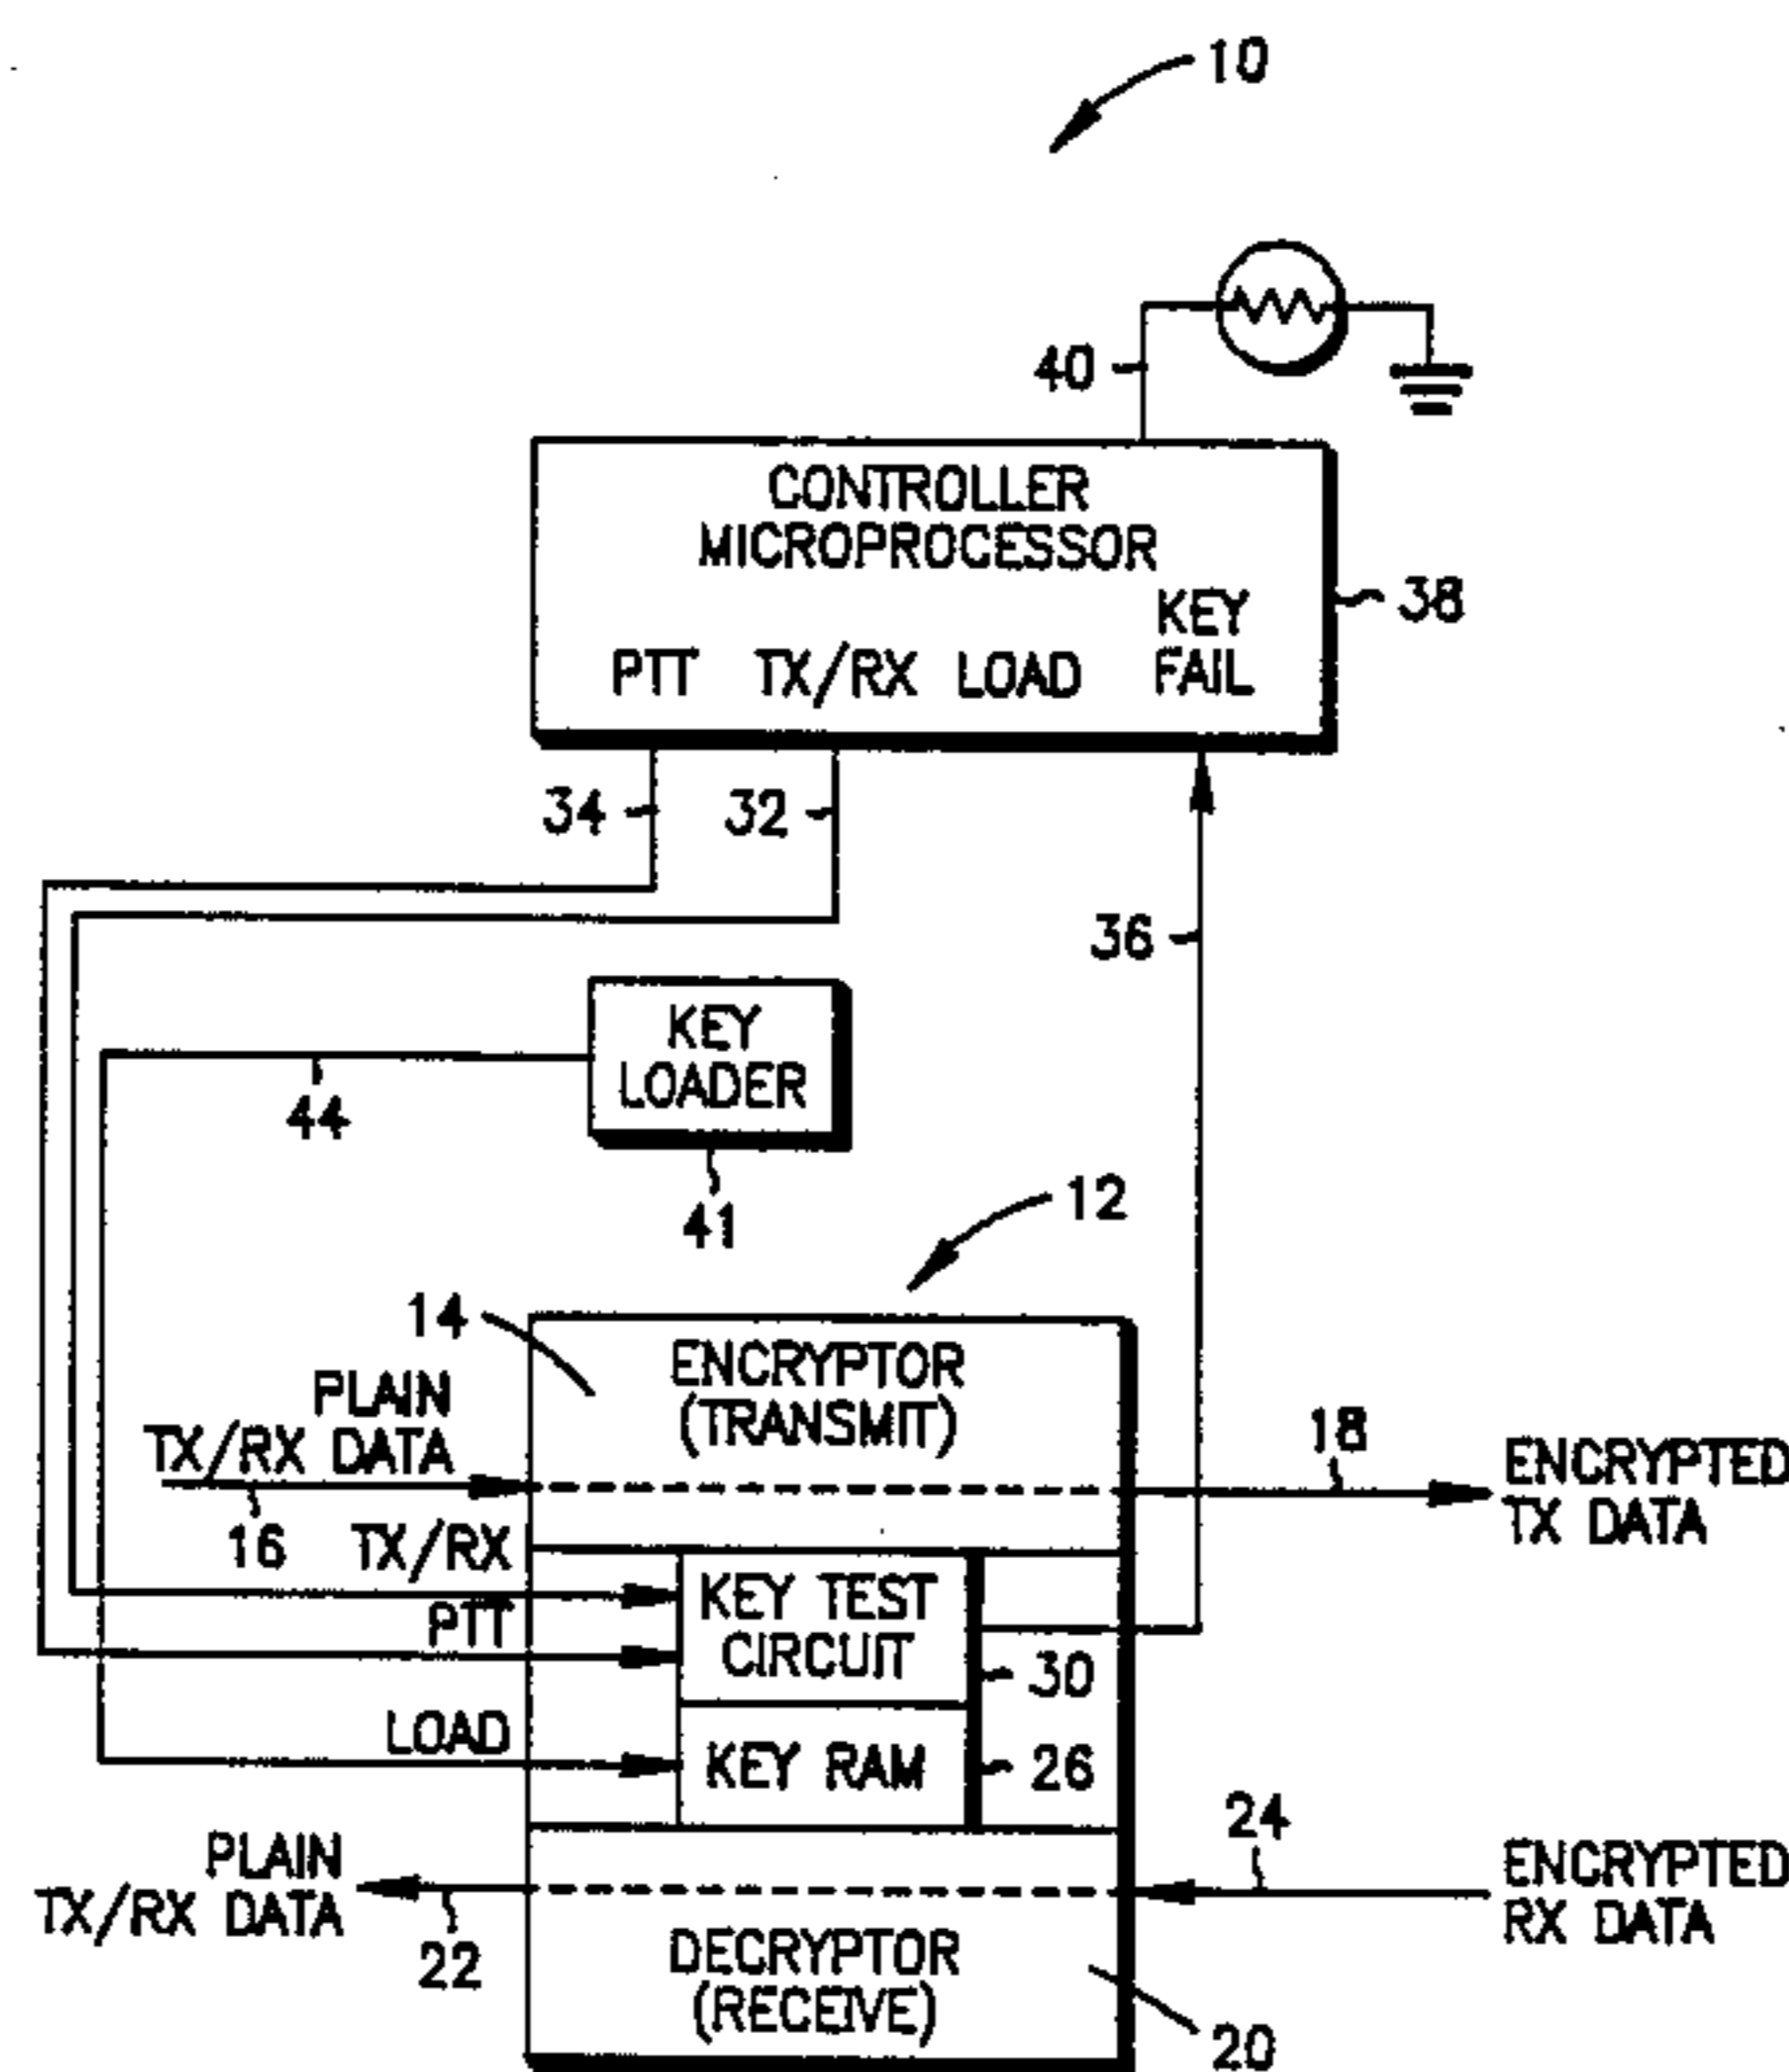 10
40
CONTROLLER
MICROPROCESSOR
38
KEY
FAIL
PTT TX/RX LOAD
34
32
36
KEY
LOADER
44
41
12
14
ENCRYPTOR
(TRANSMIT)
PLAIN
TX/RX DATA
16
18
ENCRYPTED
TX DATA
TX/RX
PTT
KEY TEST
CIRCUIT
30
LOAD
KEY RAM
26
24
PLAIN
TX/RX DATA
22
ENCRYPTED
RX DATA
DECRYPTOR
(RECEIVE)
20